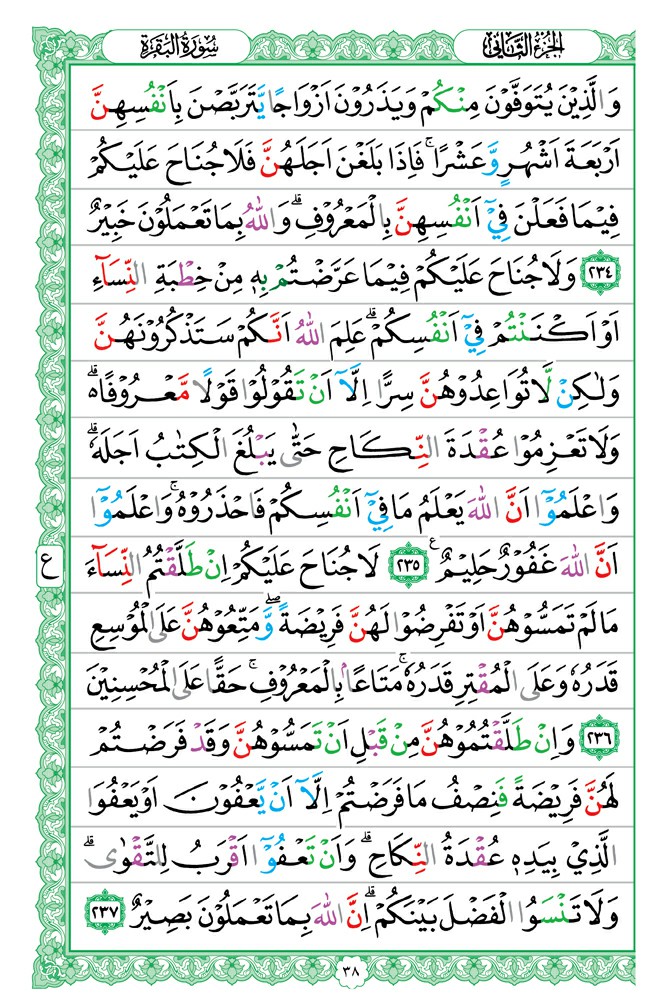 الجزء الثاني
سورة البقرة
وَالَّذِيْنَ يُتَوَفَّوْنَ مِنْكُمْ وَيَذَرُوْنَ اَزْوَاجًا يَّتَرَبَّصْنَ بِاَنْفُسِهِنَّ
اَرْبَعَةَ اَشْهُرٍ وَّعَشْرًا ۚ فَاِذَا بَلَغْنَ اَجَلَهُنَّ فَلَا جُنَاحَ عَلَيْكُمْ
فِيْمَا فَعَلْنَ فِيْٓ اَنْفُسِهِنَّ بِالْمَعْرُوْفِ ۗ وَاللّٰهُ بِمَا تَعْمَلُوْنَ خَبِيْرٌ
٢٣٤ وَلَا جُنَاحَ عَلَيْكُمْ فِيْمَا عَرَّضْتُمْ بِهٖ مِنْ خِطْبَةِ النِّسَاۤءِ
اَوْ اَكْنَنْتُمْ فِيْٓ اَنْفُسِكُمْ ۗ عَلِمَ اللّٰهُ اَنَّكُمْ سَتَذْكُرُوْنَهُنَّ
وَلٰكِنْ لَّا تُوَاعِدُوْهُنَّ سِرًّا اِلَّآ اَنْ تَقُوْلُوْا قَوْلًا مَّعْرُوْفًا ەۗ
وَلَا تَعْزِمُوْا عُقْدَةَ النِّكَاحِ حَتّٰى يَبْلُغَ الْكِتٰبُ اَجَلَهٗ ۗ
وَاعْلَمُوْٓا اَنَّ اللّٰهَ يَعْلَمُ مَا فِيْٓ اَنْفُسِكُمْ فَاحْذَرُوْهُ ۚ وَاعْلَمُوْٓا
اَنَّ اللّٰهَ غَفُوْرٌ حَلِيْمٌ ࣖ ٢٣٥ لَا جُنَاحَ عَلَيْكُمْ اِنْ طَلَّقْتُمُ النِّسَاۤءَ
ع
مَا لَمْ تَمَسُّوْهُنَّ اَوْ تَفْرِضُوْا لَهُنَّ فَرِيْضَةً ۖ وَّمَتِّعُوْهُنَّ عَلَى الْمُوْسِعِ
قَدَرُهٗ وَعَلَى الْمُقْتِرِ قَدَرُهٗ ۚ مَتَاعًا ۢبِالْمَعْرُوْفِ ۚ حَقًّا عَلَى الْمُحْسِنِيْنَ
٢٣٦ وَاِنْ طَلَّقْتُمُوْهُنَّ مِنْ قَبْلِ اَنْ تَمَسُّوْهُنَّ وَقَدْ فَرَضْتُمْ
لَهُنَّ فَرِيْضَةً فَنِصْفُ مَا فَرَضْتُمْ اِلَّآ اَنْ يَّعْفُوْنَ اَوْ يَعْفُوَا
الَّذِيْ بِيَدِهٖ عُقْدَةُ النِّكَاحِ ۗ وَاَنْ تَعْفُوْٓا اَقْرَبُ لِلتَّقْوٰى ۗ
وَلَا تَنْسَوُا الْفَضْلَ بَيْنَكُمْ ۗ اِنَّ اللّٰهَ بِمَا تَعْمَلُوْنَ بَصِيْرٌ ٢٣٧
٣٨